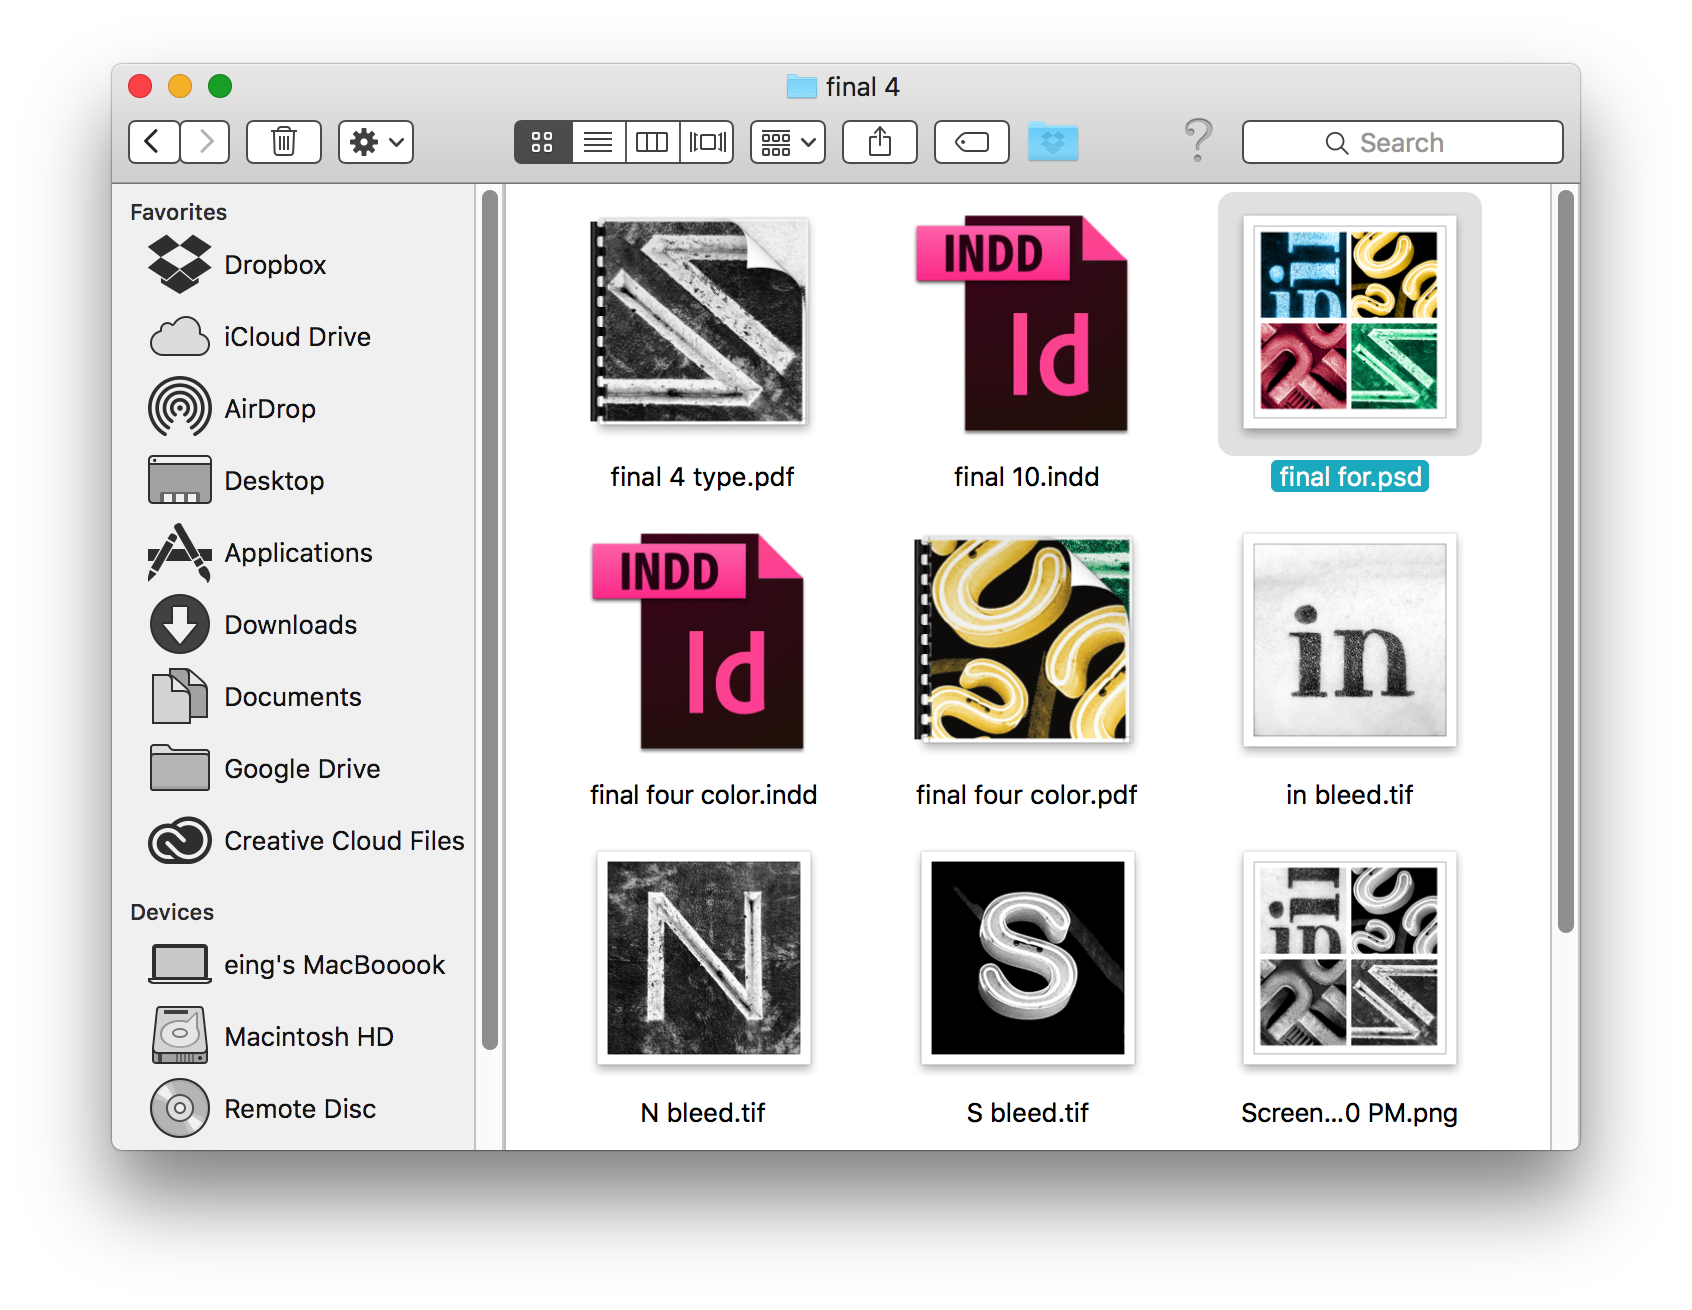 final 4
Search
Favorites
Dropbox
iCloud Drive
AirDrop
Desktop
Applications
Downloads
Documents
Google Drive
Creative Cloud Files
Devices
eing's MacBooook
Macintosh HD
Remote Disc
INDD
Id
in
final 4 type.pdf
final 10.indd
final for.psd
INDD
Id
in
final four color.indd
final four color.pdf
in bleed.tif
N
S
in
N bleed.tif
S bleed.tif
Screen...0 PM.png